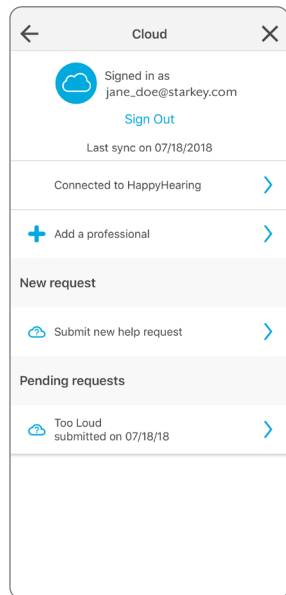 Cloud
Signed in as
jane_doe@starkey.com
Sign Out
Last sync on 07/18/2018
Connected to HappyHearing
Add a professional
New request
Submit new help request
Pending requests
Too Loud
submitted on 07/18/18